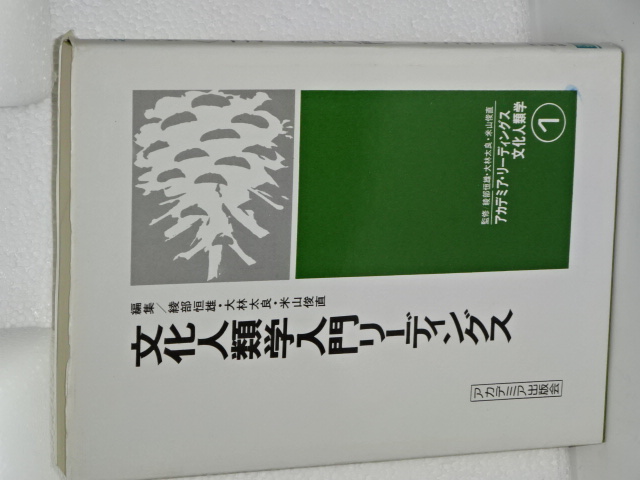 監修 綾部恒雄・大林太良・米山俊直
アカデミア・リーディングス
文化人類学
1
編集/綾部恒雄・大林太良・米山俊直
文化人類学入門リーディングス
アカデミア出版会